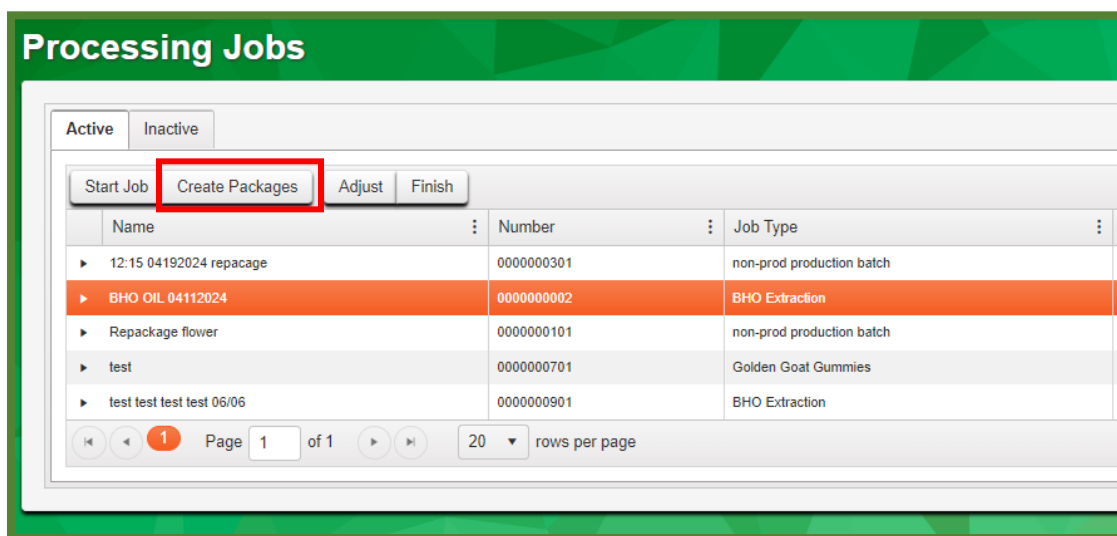 Processing Jobs
Active Inactive
Start Job Create Packages Adjust Finish
Name Number Job Type
12:15 04192024 repacage 0000000301 non-prod production batch
BHO OIL 04112024 0000000002 BHO Extraction
Repackage flower 0000000101 non-prod production batch
test 0000000701 Golden Goat Gummies
test test test test 06/06 0000000901 BHO Extraction
1 Page 1 of 1 20 rows per page